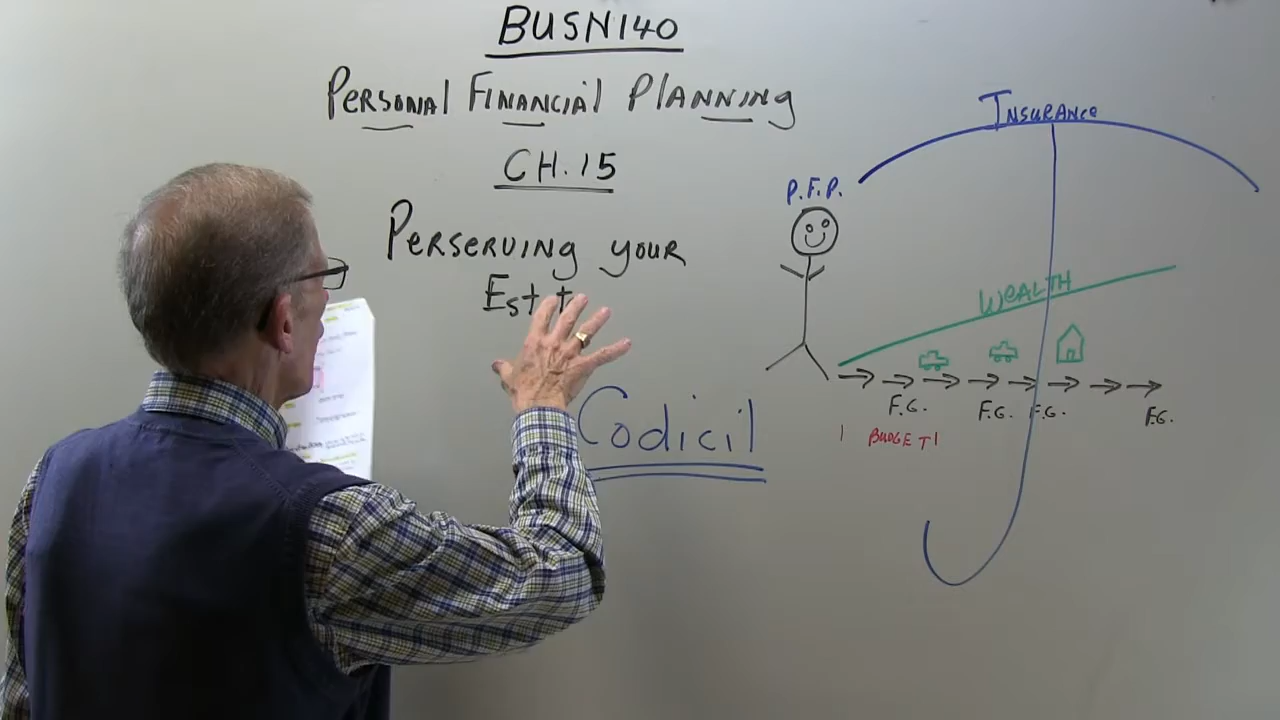 BUSN140
PERSONAL FINANCIAL PLANNING
CH.15
PERSERVING YOUR
Codicil
INSURANCE
P.F.P.
WEALTH
F.G. F.G. F.G. F.G.
BUDGET